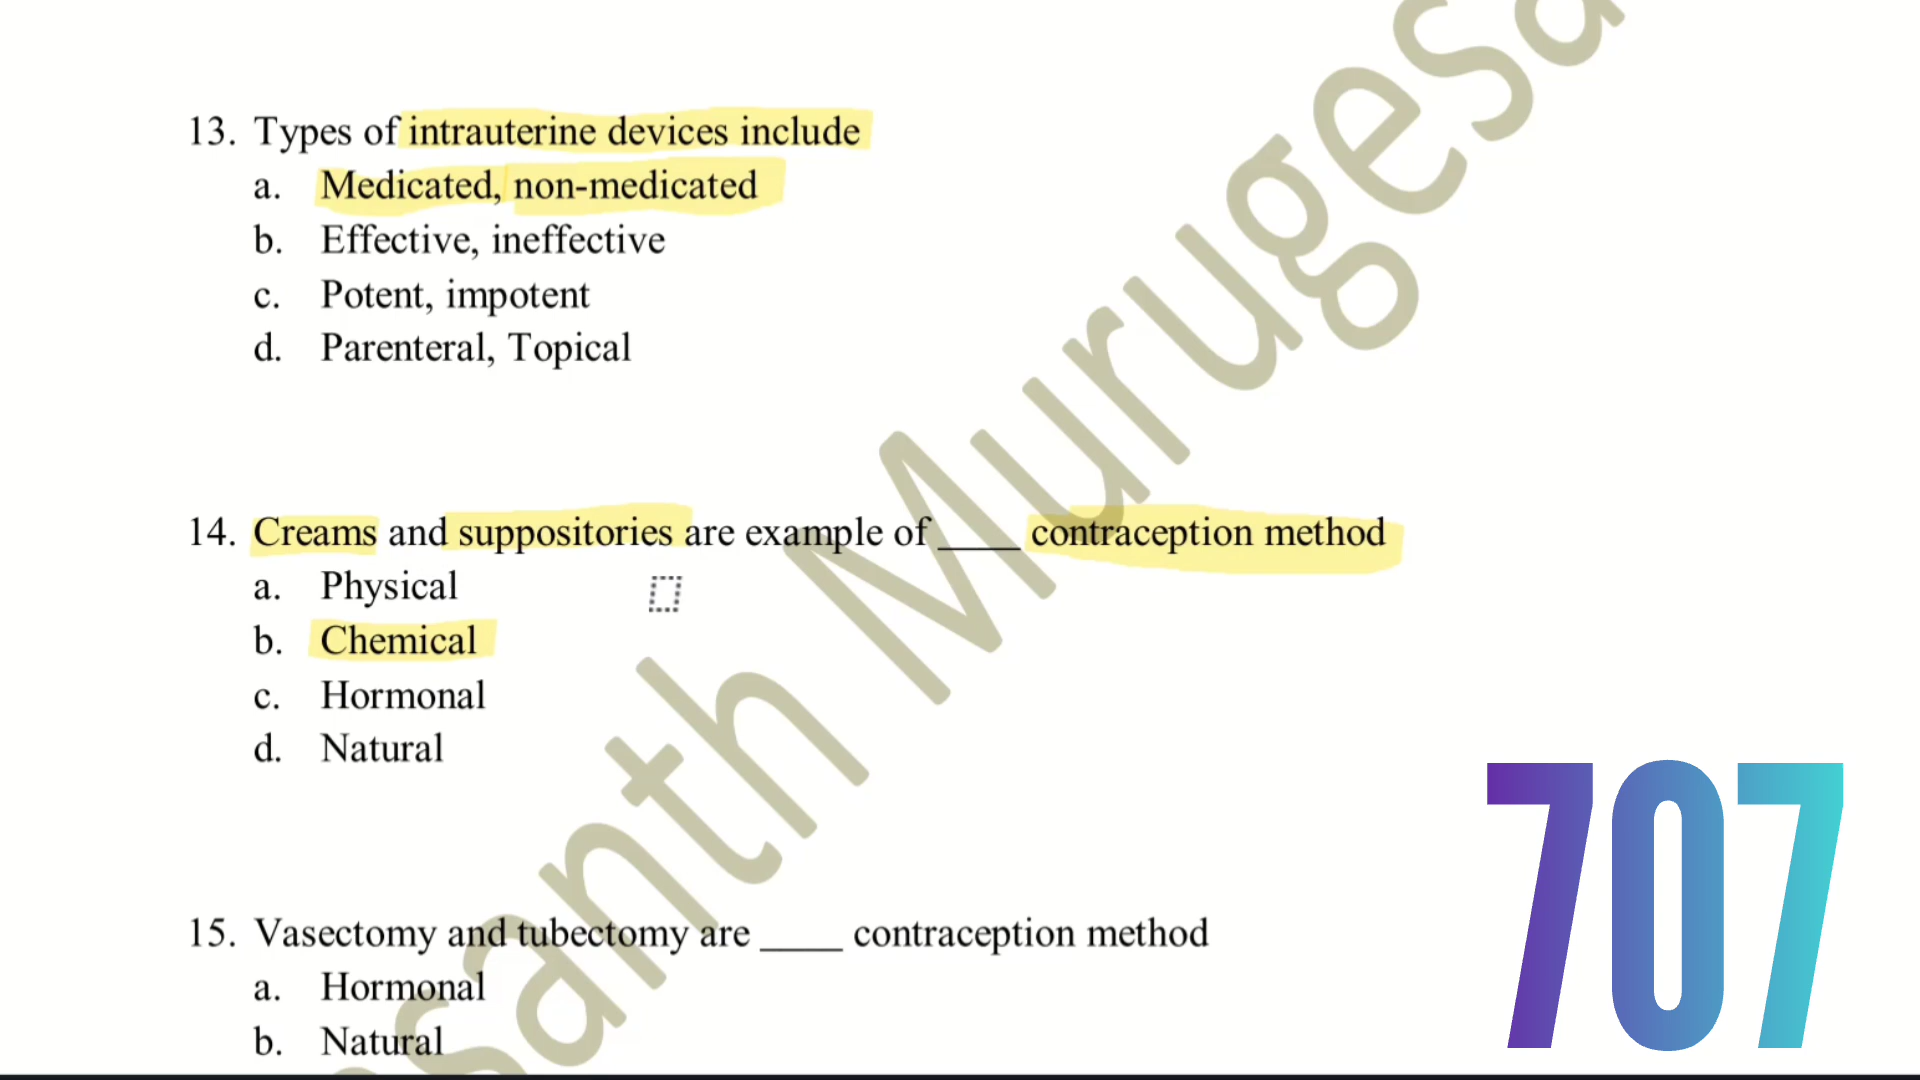 13. Types of intrauterine devices include
a. Medicated, non-medicated
b. Effective, ineffective
c. Potent, impotent
d. Parenteral, Topical
14. Creams and suppositories are example of ____ contraception method
a. Physical
b. Chemical
c. Hormonal
d. Natural
15. Vasectomy and tubectomy are ____ contraception method
a. Hormonal
b. Natural
707